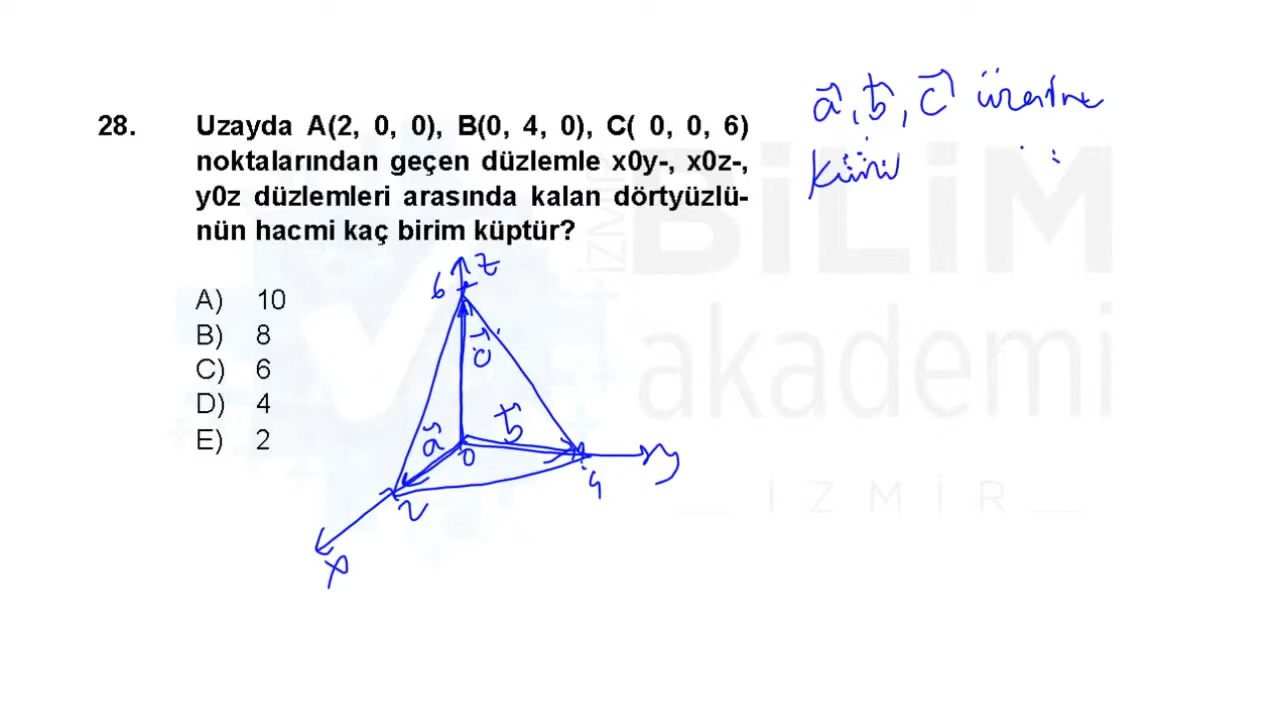 28. Uzayda A(2, 0, 0), B(0, 4, 0), C( 0, 0, 6)
noktalarından geçen düzlemle x0y-, x0z-,
y0z düzlemleri arasında kalan dörtyüzlü-
nün hacmi kaç birim küptür?
A) 10
B) 8
C) 6
D) 4
E) 2
a, b, c üzerine
z
6
c
b
a
0
y
4
2
x
BİLİM
akademi
İZMİR
İZMİR